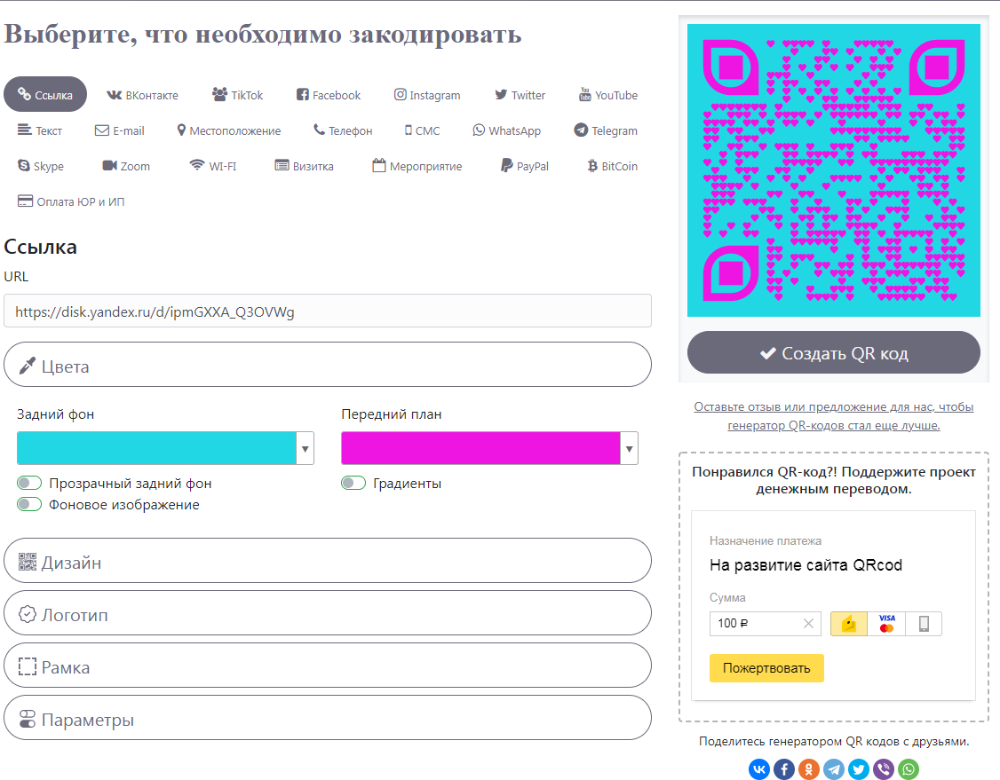 Выберите, что необходимо закодировать
Ссылка ВКонтакте TikTok Facebook Instagram Twitter YouTube
Текст E-mail Местоположение Телефон СМС WhatsApp Telegram
Skype Zoom WI-FI Визитка Мероприятие PayPal BitCoin
Оплата ЮР и ИП
Ссылка
URL
https://disk.yandex.ru/d/ipmGXXA_Q3OVWg
Цвета
Задний фон Передний план
Прозрачный задний фон Градиенты
Фоновое изображение
Дизайн
Логотип
Рамка
Параметры
Создать QR код
Оставьте отзыв или предложение для нас, чтобы
генератор QR-кодов стал еще лучше.
Понравился QR-код?! Поддержите проект
денежным переводом.
Назначение платежа
На развитие сайта QRcod
Сумма
100 ₽ VISA
Пожертвовать
Поделитесь генератором QR кодов с друзьями.